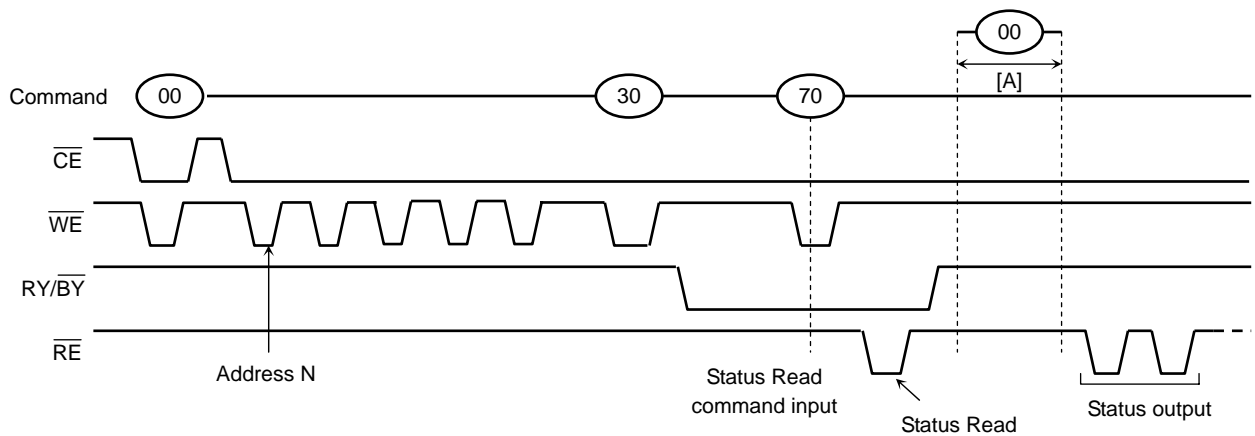 00
[A]
Command
00
30
70
CE
WE
RY/BY
RE
Address N
Status Read
command input
Status Read
Status output